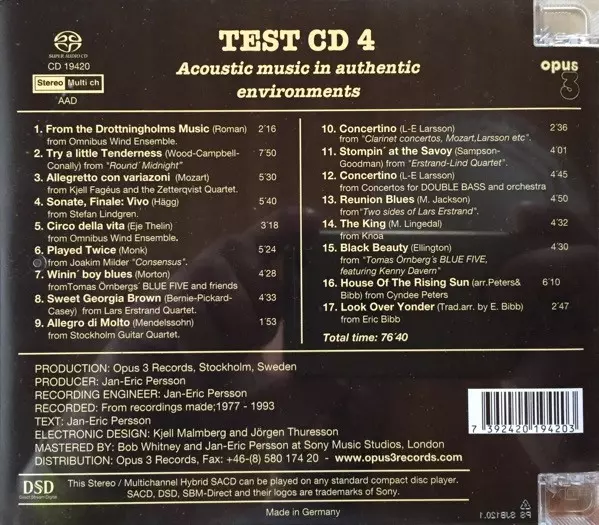 TEST CD 4
Acoustic music in authentic
environments
SUPER AUDIO CD
CD 19420
Stereo Multi ch
AAD
opus
3
1. From the Drottningholms Music (Roman) 2'16
from Omnibus Wind Ensemble.
2. Try a little Tenderness (Wood-Campbell- 7'50
Conally) from "Round´Midnight"
3. Allegretto con variazoni (Mozart) 5'30
from Kjell Fagéus and the Zetterqvist Quartet.
4. Sonate, Finale: Vivo (Hägg) 5'40
from Stefan Lindgren.
5. Circo della vita (Eje Thelin) 3'18
from Omnibus Wind Ensemble.
6. Played Twice (Monk) 5'24
from Joakim Milder "Consensus".
7. Winin´ boy blues (Morton) 4'28
fromTomas Örnbergs´ BLUE FIVE and friends
8. Sweet Georgia Brown (Bernie-Pickard- 4'33
Casey) from Lars Erstrand Quartet.
9. Allegro di Molto (Mendelssohn) 1'53
from Stockholm Guitar Quartet.
10. Concertino (L-E Larsson) 2'36
from "Clarinet concertos, Mozart,Larsson etc".
11. Stompin´ at the Savoy (Sampson- 4'01
Goodman) from "Erstrand-Lind Quartet".
12. Concertino (L-E Larsson) 4'45
from Concertos for DOUBLE BASS and orchestra
13. Reunion Blues (M. Jackson) 4'50
from"Two sides of Lars Erstrand".
14. The King (M. Lingedal) 4'32
from Knoa
15. Black Beauty (Ellington) 4'30
from "Tomas Örnberg´s BLUE FIVE,
featuring Kenny Davern"
16. House Of The Rising Sun (arr.Peters& 6'10
Bibb) from Cyndee Peters
17. Look Over Yonder (Trad.arr by E. Bibb) 2'47
from Eric Bibb
Total time: 76'40
PRODUCTION: Opus 3 Records, Stockholm, Sweden
PRODUCER: Jan-Eric Persson
RECORDING ENGINEER: Jan-Eric Persson
RECORDED: From recordings made;1977 - 1993
TEXT: Jan-Eric Persson
ELECTRONIC DESIGN: Kjell Malmberg and Jörgen Thuresson
MASTERED BY: Bob Whitney and Jan-Eric Persson at Sony Music Studios, London
DISTRIBUTION: Opus 3 Records, Fax: +46-(8) 580 174 20 - www.opus3records.com
7 392420 194203
DSD
Direct Stream Digital
This Stereo / Multichannel Hybrid SACD can be played on any standard compact disc player.
SACD, DSD, SBM-Direct and their logos are trademarks of Sony.
Made in Germany